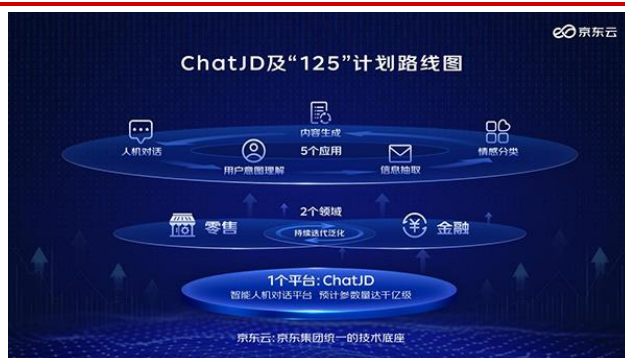 京东云
ChatJD及“125”计划路线图
内容生成
人机对话
5个应用
情感分类
用户意图理解
信息抽取
2个领域
零售
持续迭代泛化
金融
1个平台:ChatJD
智能人机对话平台 预计参数量达千亿级
京东云:京东集团统一的技术底座